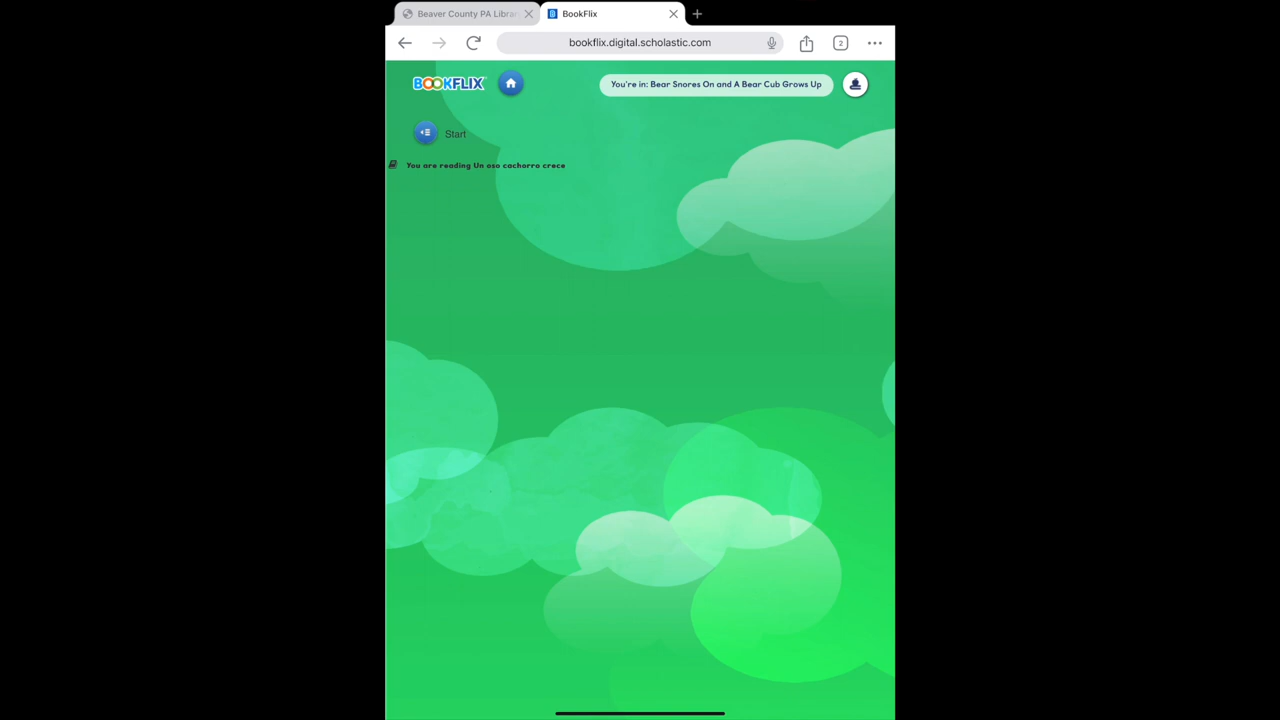 Beaver County PA Librar
BookFlix
bookflix.digital.scholastic.com
2
BOOKFLIX
You're in: Bear Snores On and A Bear Cub Grows Up
Start
You are reading Un oso cachorro crece